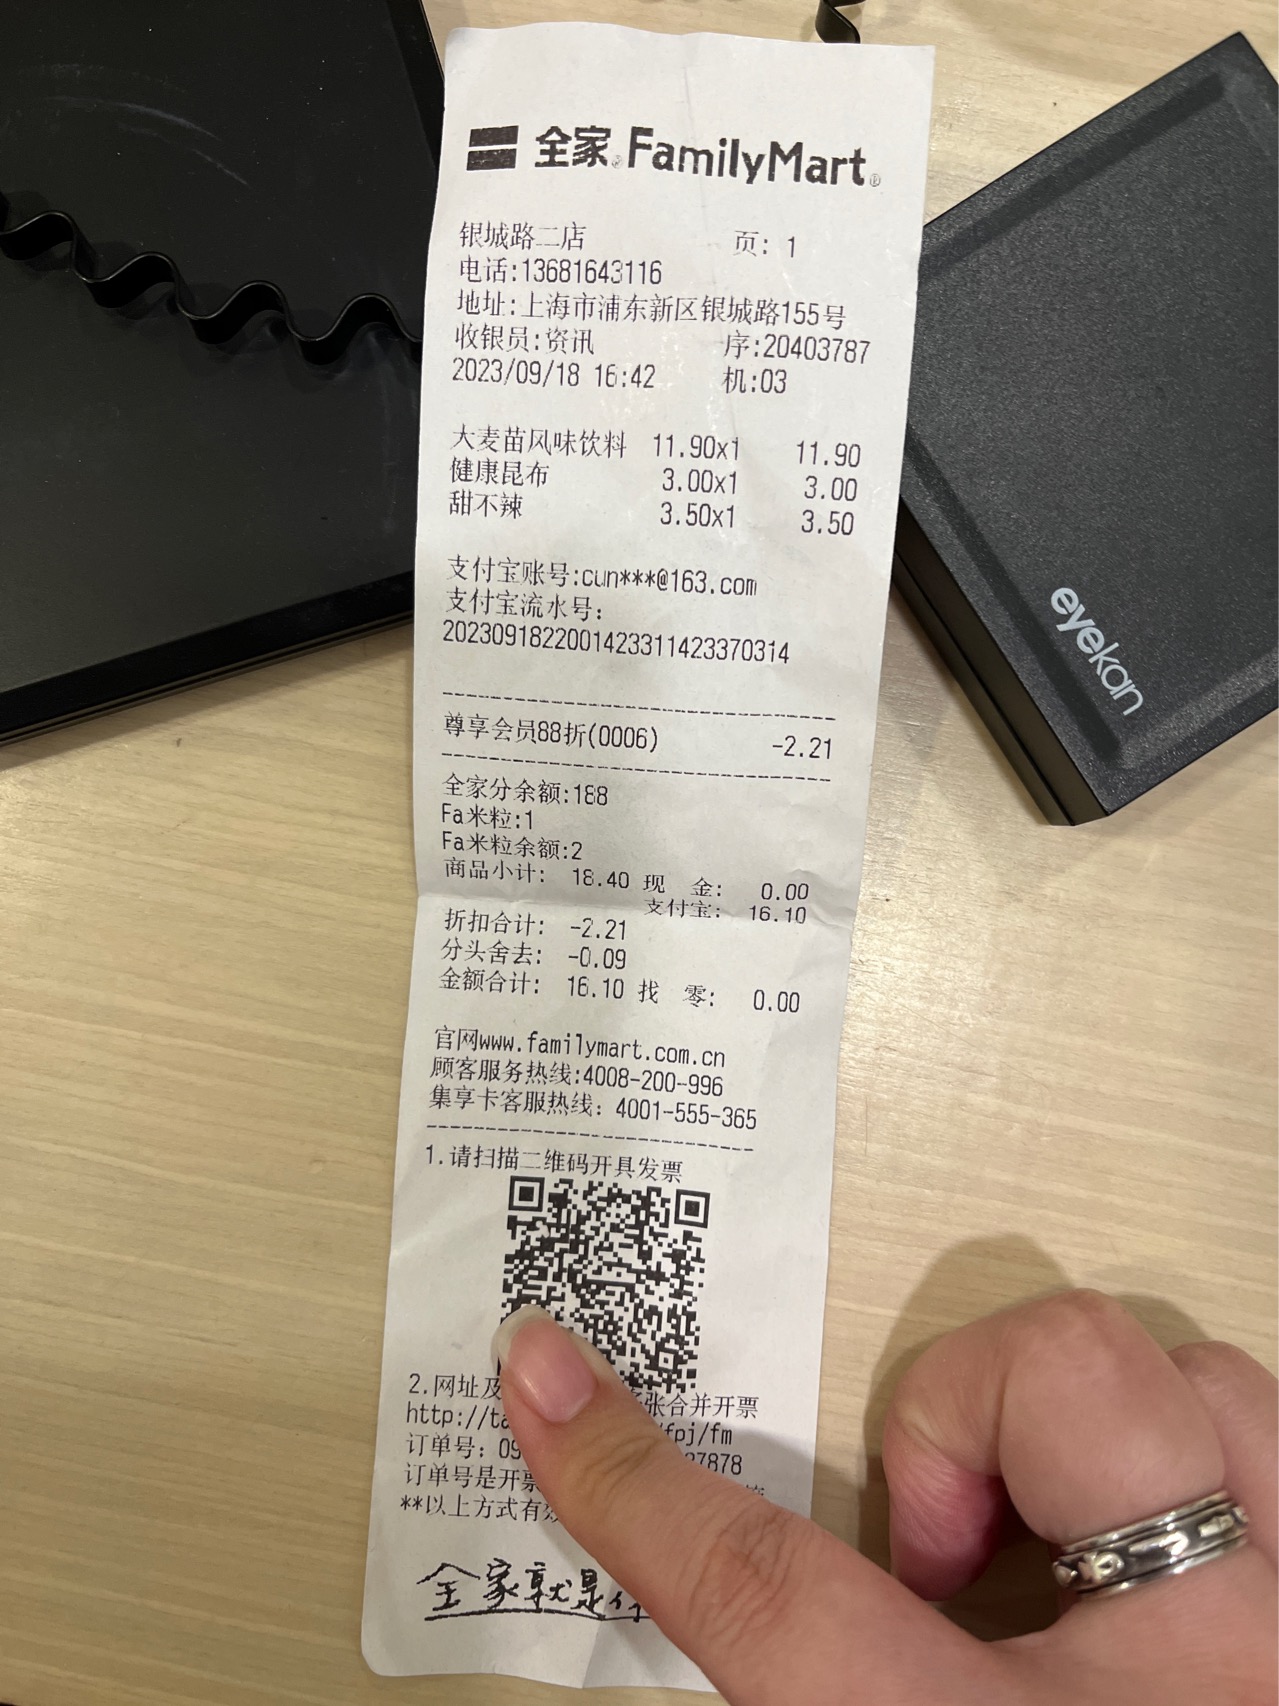 全家® FamilyMart®
银城路二店 页: 1
电话:13681643116
地址:上海市浦东新区银城路155号
收银员:资讯 序:20403787
2023/09/18 16:42 机:03
大麦苗风味饮料 11.90x1 11.90
健康昆布 3.00x1 3.00
甜不辣 3.50x1 3.50
支付宝账号:cun***@163.com
支付宝流水号:
2023091822001423311423370314
尊享会员88折(0006) -2.21
全家分余额:188
Fa米粒:1
Fa米粒余额:2
商品小计: 18.40 现 金: 0.00
支付宝: 16.10
折扣合计: -2.21
分头舍去: -0.09
金额合计: 16.10 找 零: 0.00
官网www.familymart.com.cn
顾客服务热线:4008-200-996
集享卡客服热线: 4001-555-365
1.请扫描二维码开具发票
2.网址及 张合并开票
http://ta /fpj/fm
订单号: 09 37878
订单号是开票
**以上方式有效
全家就是
eyekan